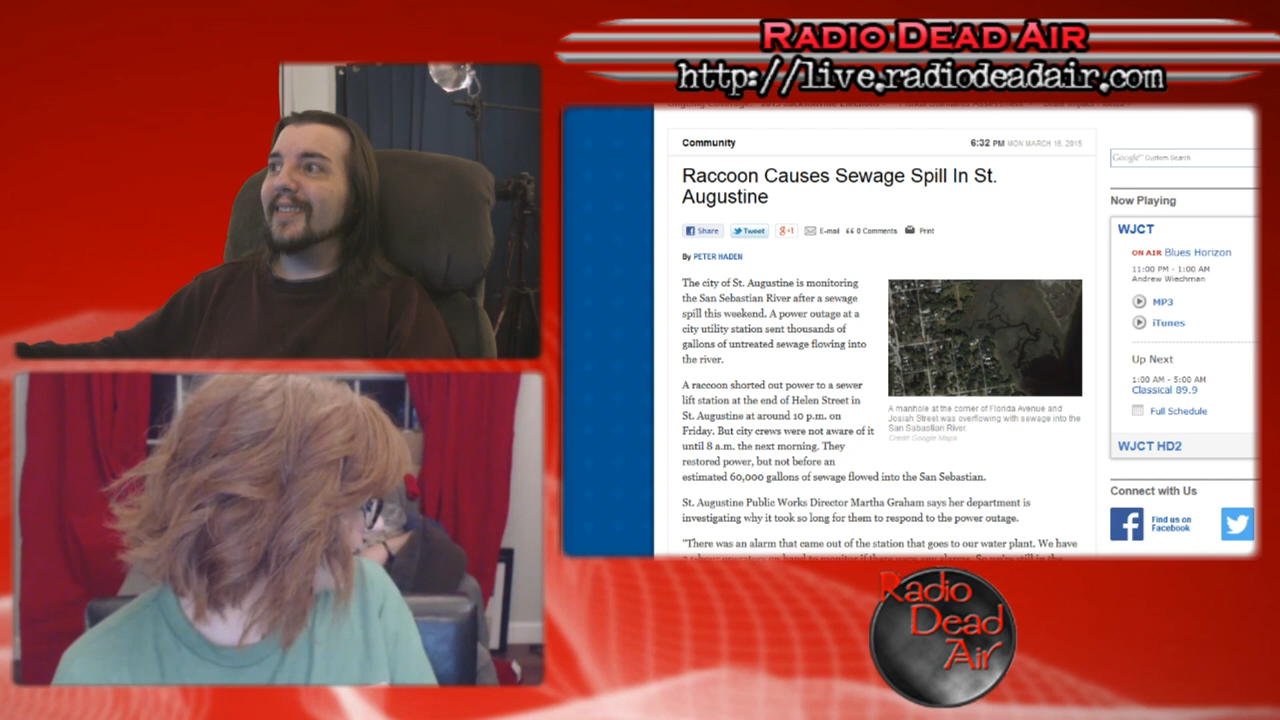 RADIO DEAD AIR
http://live.radiodeadair.com
Community
6:32 PM MON MARCH 16, 2015
Raccoon Causes Sewage Spill In St.
Augustine
Share
Tweet
g+1
E-mail
0 Comments
Print
By PETER HADEN
The city of St. Augustine is monitoring
the San Sebastian River after a sewage
spill this weekend. A power outage at a
city utility station sent thousands of
gallons of untreated sewage flowing into
the river.
A raccoon shorted out power to a sewer
lift station at the end of Helen Street in
St. Augustine at around 10 p.m. on
Friday. But city crews were not aware of it
until 8 a.m. the next morning. They
restored power, but not before an
estimated 60,000 gallons of sewage flowed into the San Sebastian.
St. Augustine Public Works Director Martha Graham says her department is
investigating why it took so long for them to respond to the power outage.
"There was an alarm that came out of the station that goes to our water plant. We have
A manhole at the corner of Florida Avenue and
Josiah Street was overflowing with sewage into the
San Sabastian River.
Credit Google Maps
Google Custom Search
Now Playing
WJCT
ON AIR Blues Horizon
11:00 PM - 1:00 AM
Andrew Wiechman
MP3
iTunes
Up Next
1:00 AM - 5:00 AM
Classical 89.9
Full Schedule
WJCT HD2
Connect with Us
Find us on
Facebook
Radio
Dead
Air